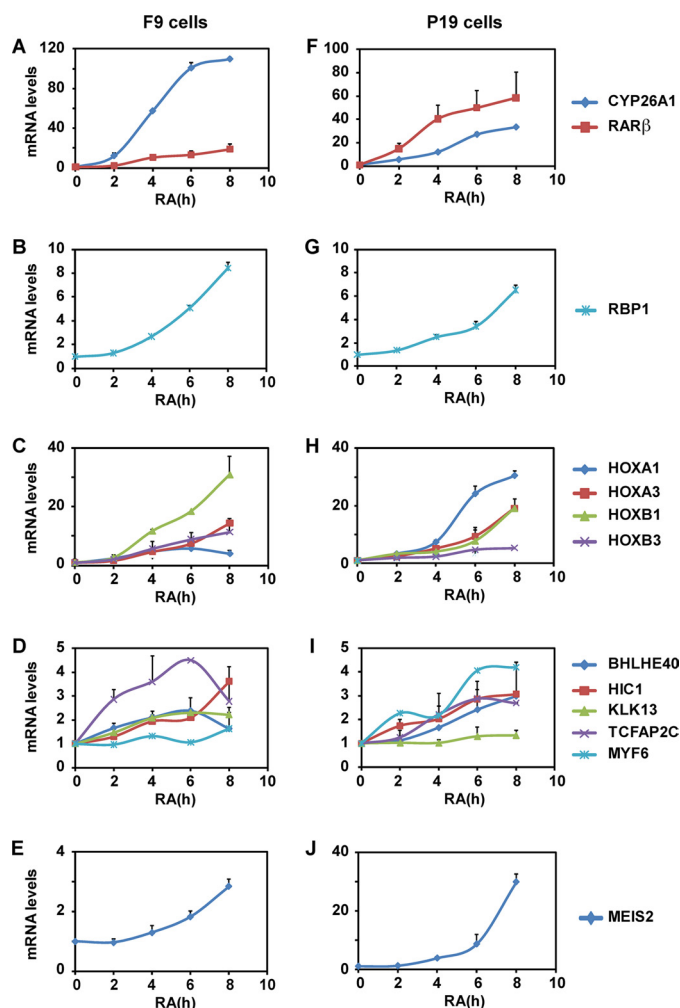 F9 cells
P19 cells
A
120
100
80
60
40
20
0
mRNA levels
0 2 4 6 8 10
RA(h)
F
100
80
60
40
20
0
0 2 4 6 8 10
RA(h)
CYP26A1
RARβ
B
10
8
6
4
2
0
mRNA levels
0 2 4 6 8 10
RA(h)
G
10
8
6
4
2
0
0 2 4 6 8 10
RA(h)
RBP1
C
40
20
0
mRNA levels
0 2 4 6 8 10
RA(h)
H
40
20
0
0 2 4 6 8 10
RA(h)
HOXA1
HOXA3
HOXB1
HOXB3
D
5
4
3
2
1
0
mRNA levels
0 2 4 6 8 10
RA(h)
I
5
4
3
2
1
0
0 2 4 6 8 10
RA(h)
BHLHE40
HIC1
KLK13
TCFAP2C
MYF6
E
4
2
0
mRNA levels
0 2 4 6 8 10
RA(h)
J
40
20
0
0 2 4 6 8 10
RA(h)
MEIS2